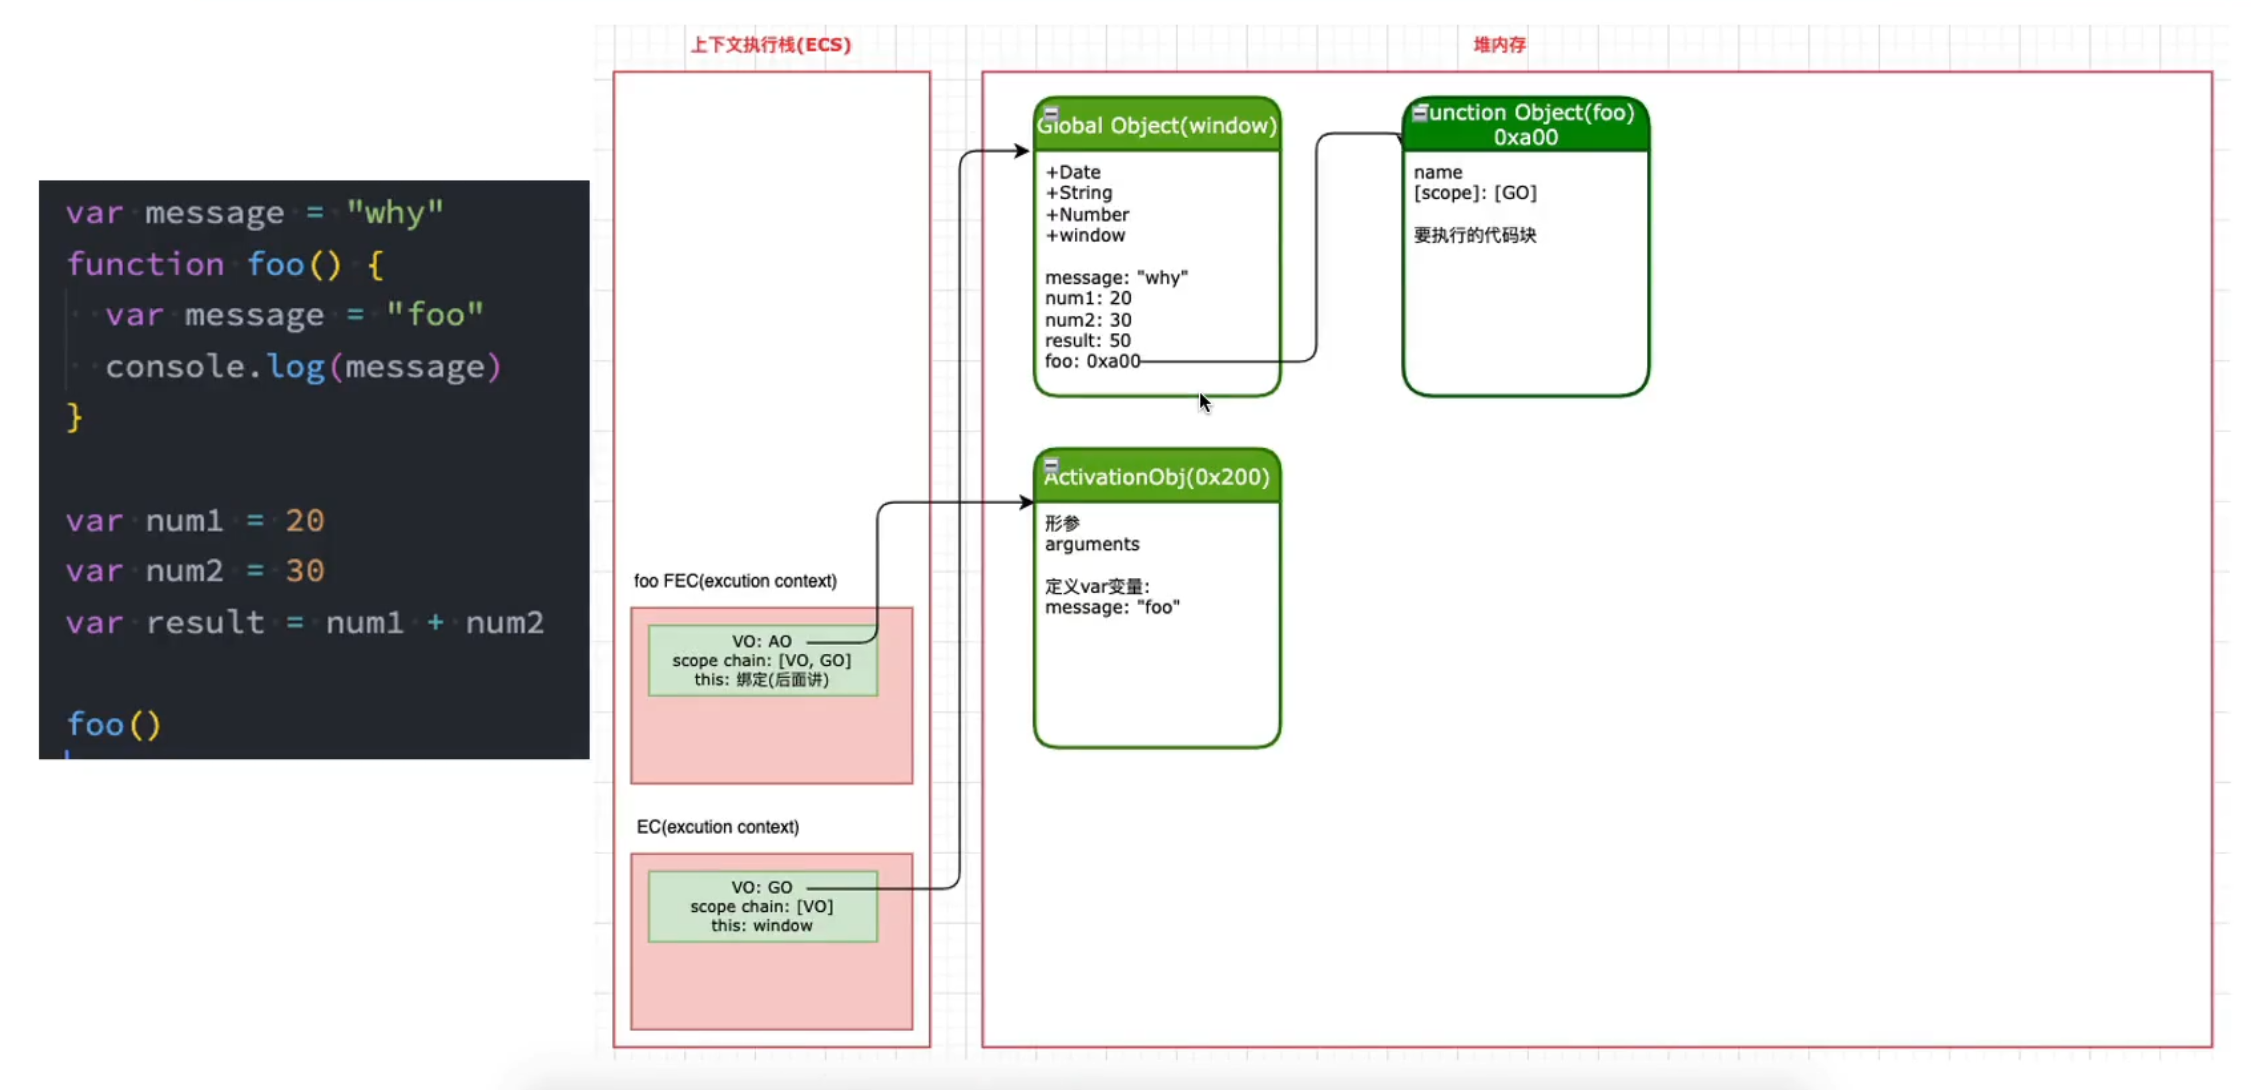 var message = "why"
function foo() {
var message = "foo"
console.log(message)
}
var num1 = 20
var num2 = 30
var result = num1 + num2
foo()
上下文执行栈(ECS)
foo FEC(excution context)
VO: AO
scope chain: [VO, GO]
this: 绑定(后面讲)
EC(excution context)
VO: GO
scope chain: [VO]
this: window
堆内存
Global Object(window)
+Date
+String
+Number
+window
message: "why"
num1: 20
num2: 30
result: 50
foo: 0xa00
unction Object(foo)
0xa00
name
[scope]: [GO]
要执行的代码块
ActivationObj(0x200)
形参
arguments
定义var变量:
message: "foo"